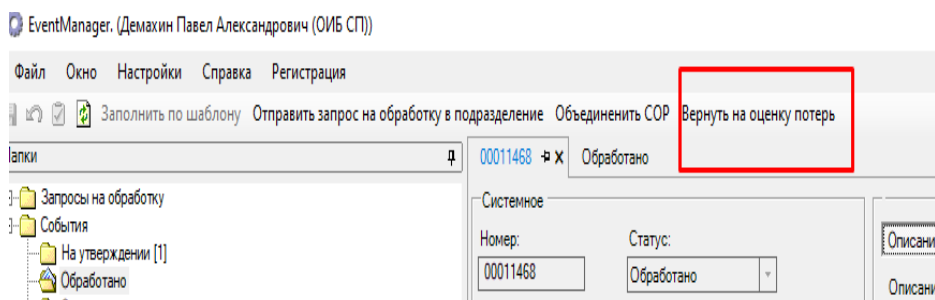 EventManager. (Демахин Павел Александрович (ОИБ СП))
Файл Окно Настройки Справка Регистрация
Заполнить по шаблону Отправить запрос на обработку в подразделение Объединенить СОР Вернуть на оценку потерь
апки 00011468 Обработано
Запросы на обработку
События
На утверждении [1]
Обработано
Системное
Номер: Статус:
00011468 Обработано
Описани
Описани